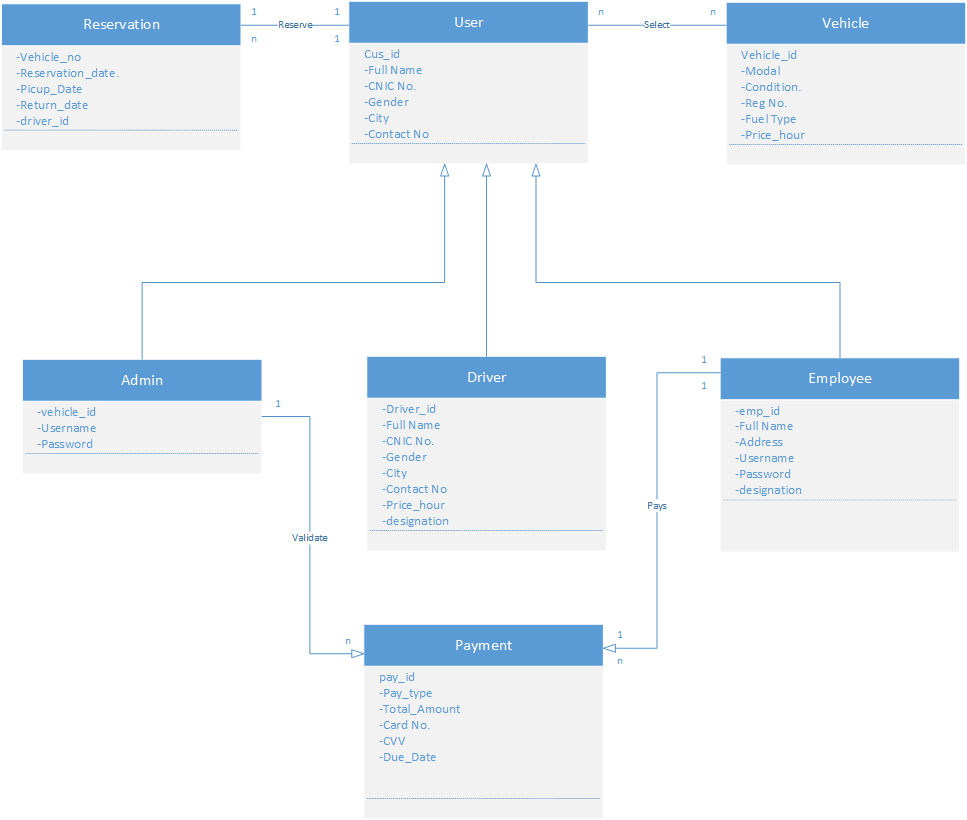 Reservation
-Vehicle_no
-Reservation_date.
-Picup_Date
-Return_date
-driver_id
1
n
Reserve
1
1
User
Cus_id
-Full Name
-CNIC No.
-Gender
-City
-Contact No
n
Select
n
Vehicle
Vehicle_id
-Modal
-Condition.
-Reg No.
-Fuel Type
-Price_hour
Admin
-vehicle_id
-Username
-Password
1
Validate
n
Driver
-Driver_id
-Full Name
-CNIC No.
-Gender
-City
-Contact No
-Price_hour
-designation
1
1
Pays
1
n
Employee
-emp_id
-Full Name
-Address
-Username
-Password
-designation
Payment
pay_id
-Pay_type
-Total_Amount
-Card No.
-CVV
-Due_Date